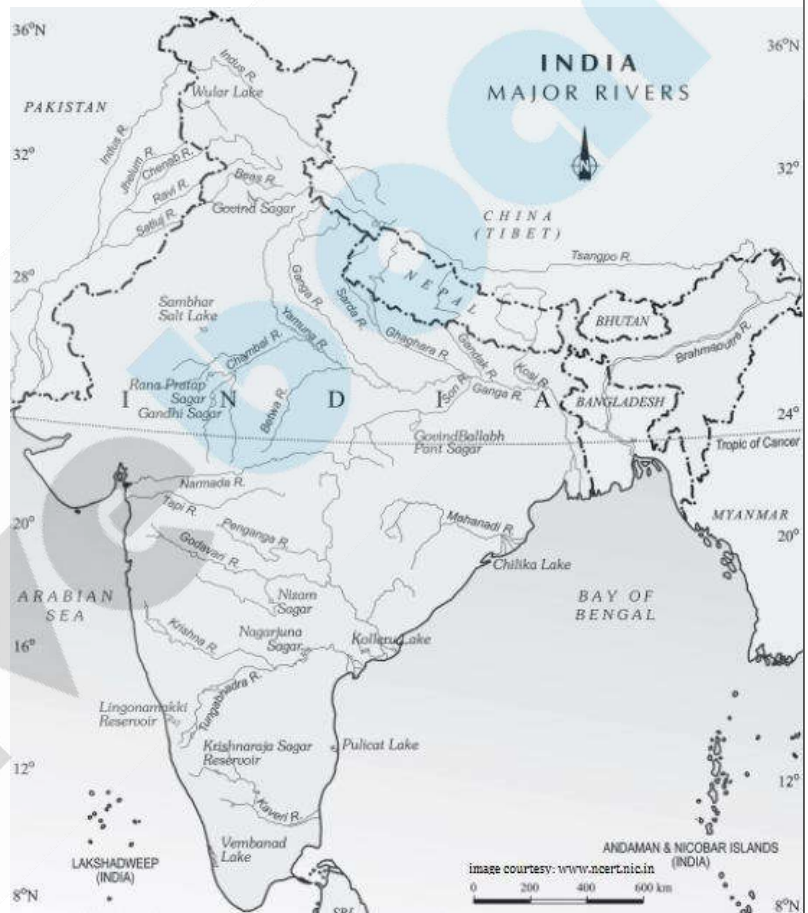 36°N
36°N
INDIA
MAJOR RIVERS
Indus R.
Wular Lake
PAKISTAN
Indus R.
Jhelum R.
Chenab R.
32°
32°
Beas R.
Ravi R.
Govind Sagar
Satluj R.
CHINA
(TIBET)
Tsangpo R.
28°
28°
Ganga R.
NEPAL
Sarda R.
Sambhar
Salt Lake
Yamuna R.
BHUTAN
Ghaghara R.
Gandak R.
Chambal R.
Kosi R.
Brahmaputra R.
Rana Pratap
Sagar
Gandhi Sagar
Son R.
Ganga R.
INDIA
Betwa R.
BANGLADESH
24°
24°
GovindBallabh
Pant Sagar
Tropic of Cancer
Narmada R.
Tapi R.
20°
20°
Penganga R.
Mahanadi R.
MYANMAR
Godavari R.
Chilika Lake
ARABIAN
SEA
Nizam
Sagar
BAY OF
BENGAL
Krishna R.
Nagarjuna
Sagar
Kolleru Lake
16°
16°
Tungabhadra R.
Lingonamakki
Reservoir
Krishnaraja Sagar
Reservoir
Pulicat Lake
12°
12°
Kaveri R.
Vembanad
Lake
LAKSHADWEEP
(INDIA)
ANDAMAN & NICOBAR ISLANDS
(INDIA)
image courtesy: www.ncert.nic.in
0 200 400 600 km
8°N
8°N
SRI